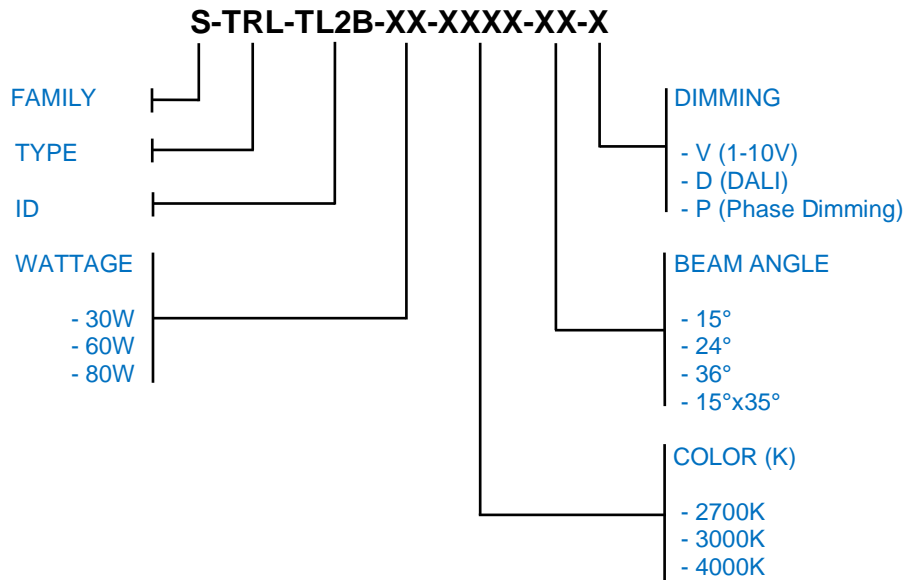 S-TRL-TL2B-XX-XXXX-XX-X
FAMILY
TYPE
ID
WATTAGE
- 30W
- 60W
- 80W
DIMMING
- V (1-10V)
- D (DALI)
- P (Phase Dimming)
BEAM ANGLE
- 15°
- 24°
- 36°
- 15°x35°
COLOR (K)
- 2700K
- 3000K
- 4000K